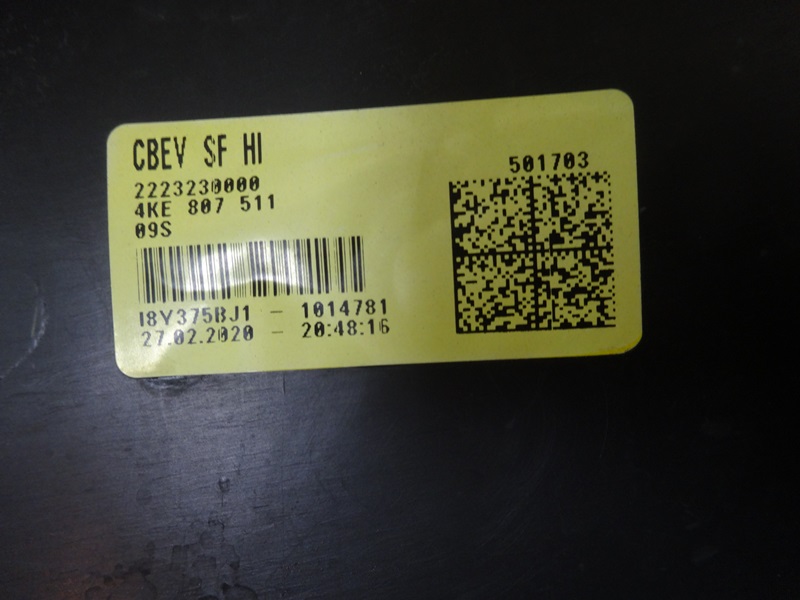 CBEV SF HI
501703
2223230000
4KE 807 511
09S
I8Y375BJ1 - 1014781
27.02.2020 - 20:48:16